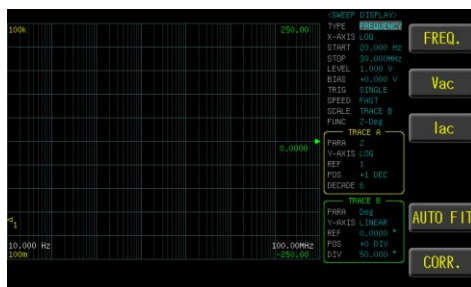 100k
250.00
0.0000
1
10.000 Hz
100.00MHz
100m
-250.00
<SWEEP DISPLAY>
TYPE FREQUENCY
X-AXIS LOG
START 20.000 Hz
STOP 30.000MHz
LEVEL 1.000 V
BIAS +0.000 V
TRIG SINGLE
SPEED FAST
SCALE TRACE B
FUNC Z-Deg
TRACE A
PARA Z
Y-AXIS LOG
REF 1
POS +1 DEC
DECADE 6
TRACE B
PARA Deg
Y-AXIS LINEAR
REF 0.0000 °
POS +0 DIV
DIV 50.000 °
FREQ.
Vac
Iac
AUTO FIT
CORR.